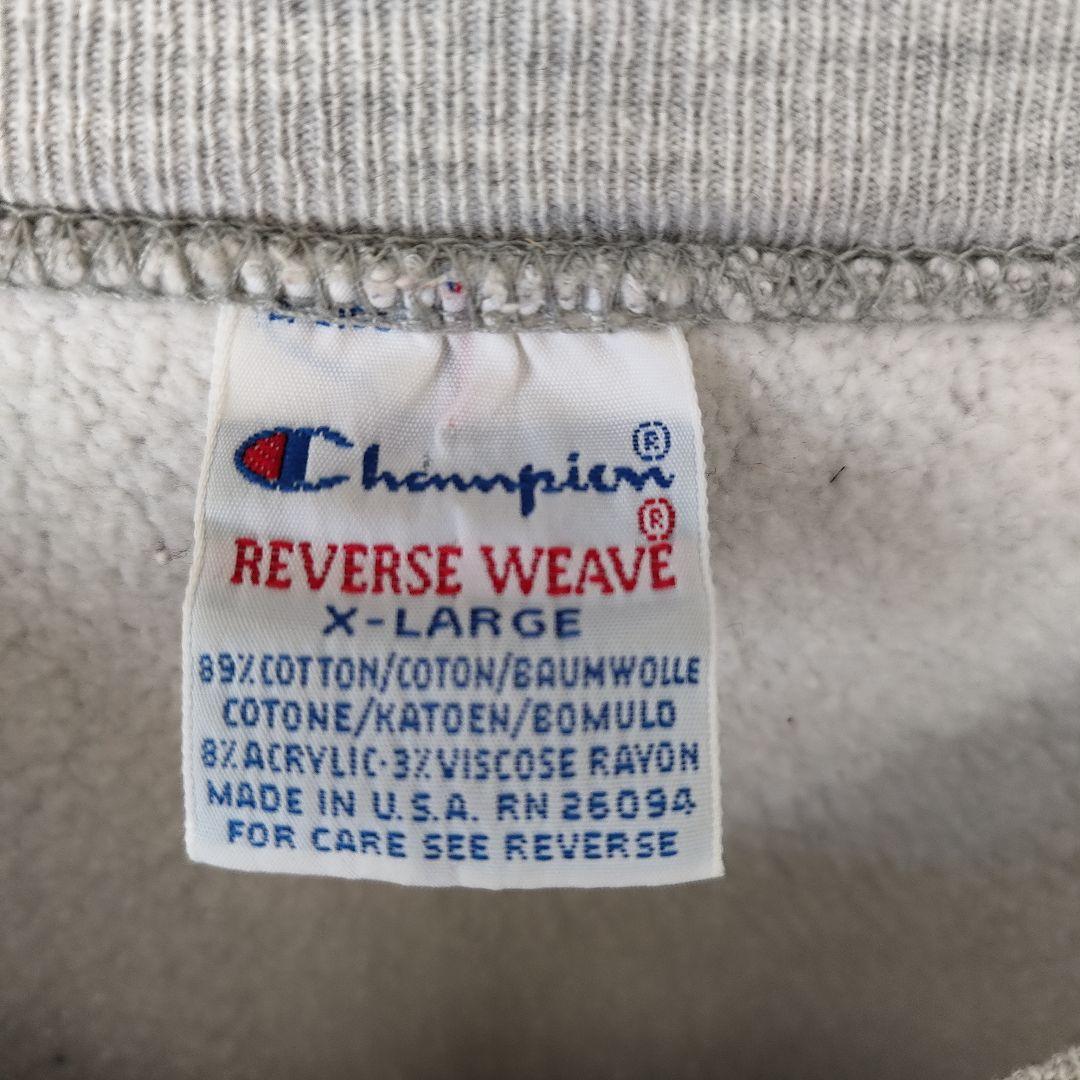 Champion®
REVERSE WEAVE®
X-LARGE
89% COTTON/COTON/BAUMWOLLE
COTONE/KATOEN/BOMULD
8% ACRYLIC·3% VISCOSE RAYON
MADE IN U.S.A. RN 26094
FOR CARE SEE REVERSE